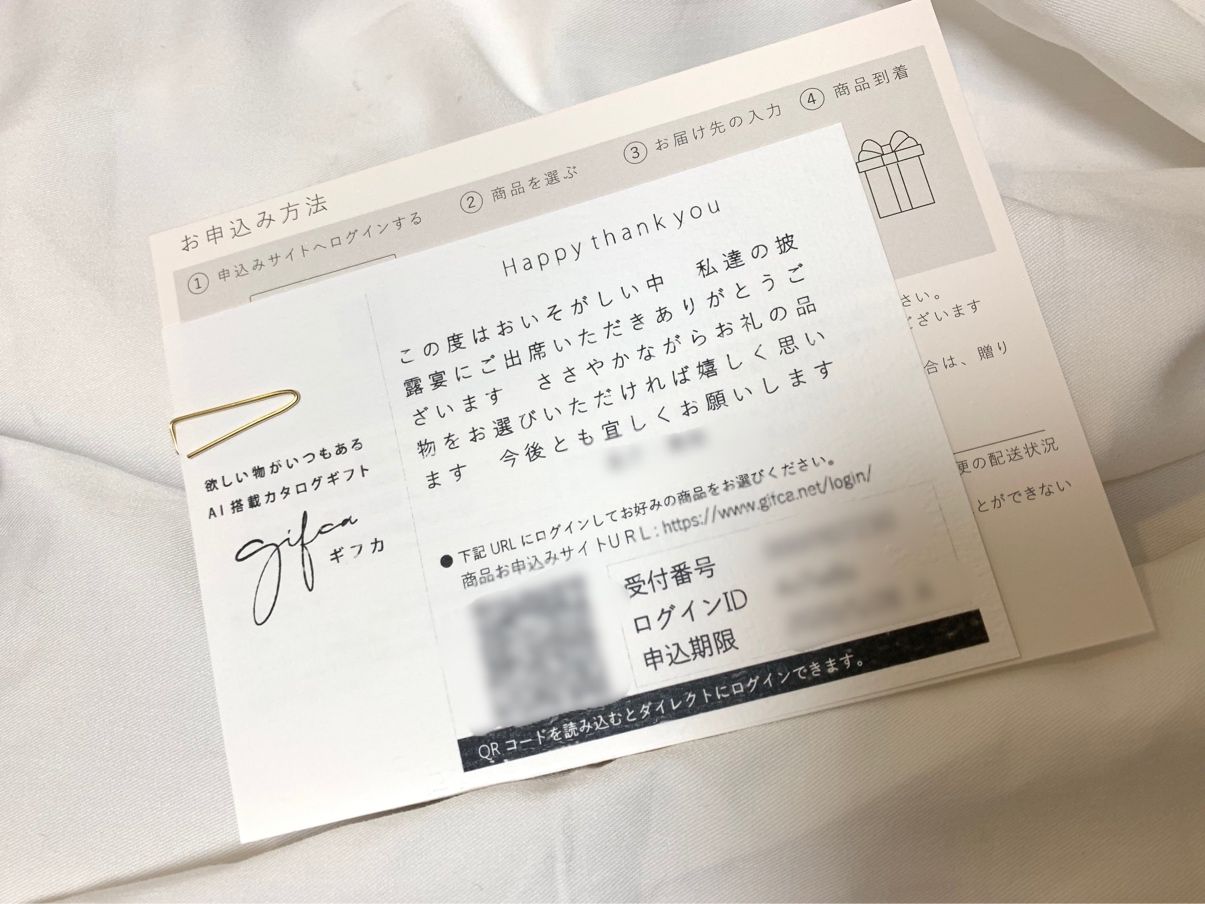 お申込み方法
① 申込みサイトへログインする
② 商品を選ぶ
③ お届け先の入力
④ 商品到着
Happy thank you
この度はおいそがしい中 私達の披
露宴にご出席いただきありがとうご
ざいます ささやかながらお礼の品
物をお選びいただければ嬉しく思い
ます 今後とも宜しくお願いします
欲しい物がいつもある
AI搭載カタログギフト
gifca
ギフカ
●下記URLにログインしてお好みの商品をお選びください。
商品お申込みサイトURL:https://www.gifca.net/login/
受付番号
ログインID
申込期限
QRコードを読み込むとダイレクトにログインできます。
さい。
ございます
合は、贈り
便の配送状況
とができない